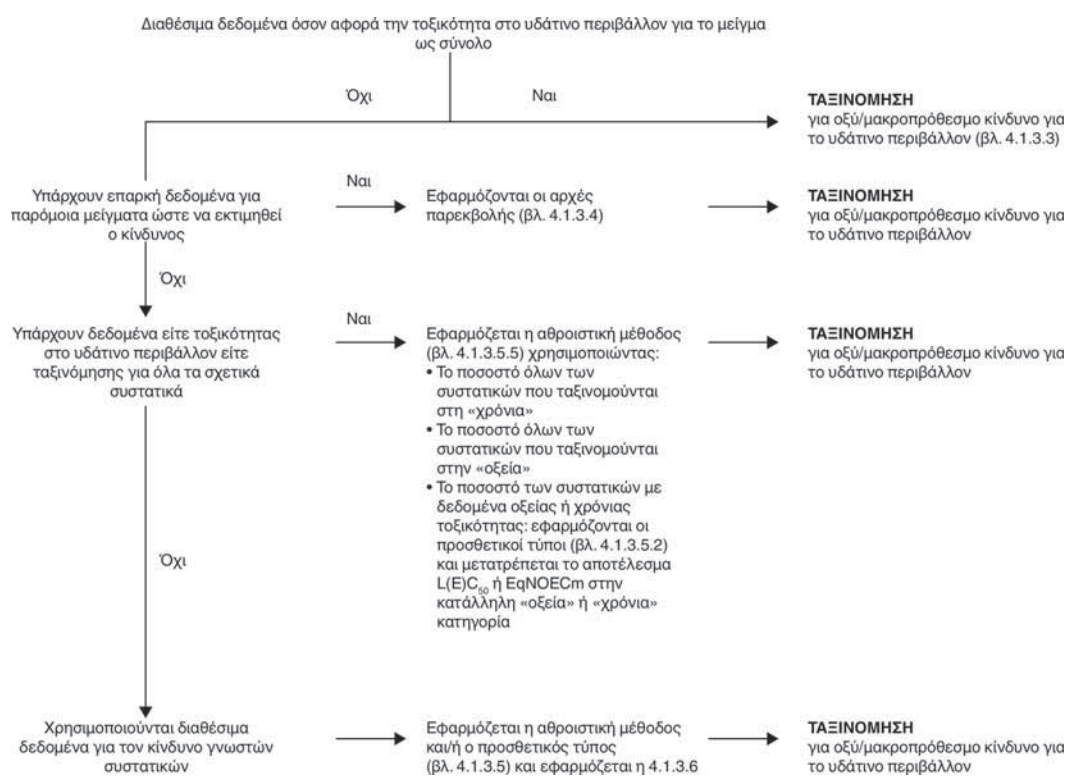 Διαθέσιμα δεδομένα όσον αφορά την τοξικότητα στο υδάτινο περιβάλλον για το μείγμα
ως σύνολο
Όχι
Ναι
ΤΑΞΙΝΟΜΗΣΗ
για οξύ/μακροπρόθεσμο κίνδυνο για
το υδάτινο περιβάλλον (βλ. 4.1.3.3)
Υπάρχουν επαρκή δεδομένα για
παρόμοια μείγματα ώστε να εκτιμηθεί
ο κίνδυνος
Ναι
Εφαρμόζονται οι αρχές
παρεκβολής (βλ. 4.1.3.4)
ΤΑΞΙΝΟΜΗΣΗ
για οξύ/μακροπρόθεσμο κίνδυνο για
το υδάτινο περιβάλλον
Όχι
Υπάρχουν δεδομένα είτε τοξικότητας
στο υδάτινο περιβάλλον είτε
ταξινόμησης για όλα τα σχετικά
συστατικά
Ναι
Εφαρμόζεται η αθροιστική μέθοδος
(βλ. 4.1.3.5.5) χρησιμοποιώντας:
• Το ποσοστό όλων των
συστατικών που ταξινομούνται
στη «χρόνια»
• Το ποσοστό όλων των
συστατικών που ταξινομούνται
στην «οξεία»
• Το ποσοστό των συστατικών με
δεδομένα οξείας ή χρόνιας
τοξικότητας: εφαρμόζονται οι
προσθετικοί τύποι (βλ. 4.1.3.5.2)
και μετατρέπεται το αποτέλεσμα
L(E)C₅₀ ή EqNOECm στην
κατάλληλη «οξεία» ή «χρόνια»
κατηγορία
ΤΑΞΙΝΟΜΗΣΗ
για οξύ/μακροπρόθεσμο κίνδυνο για
το υδάτινο περιβάλλον
Όχι
Χρησιμοποιούνται διαθέσιμα
δεδομένα για τον κίνδυνο γνωστών
συστατικών
Εφαρμόζεται η αθροιστική μέθοδος
και/ή ο προσθετικός τύπος
(βλ. 4.1.3.5) και εφαρμόζεται η 4.1.3.6
ΤΑΞΙΝΟΜΗΣΗ
για οξύ/μακροπρόθεσμο κίνδυνο για
το υδάτινο περιβάλλον